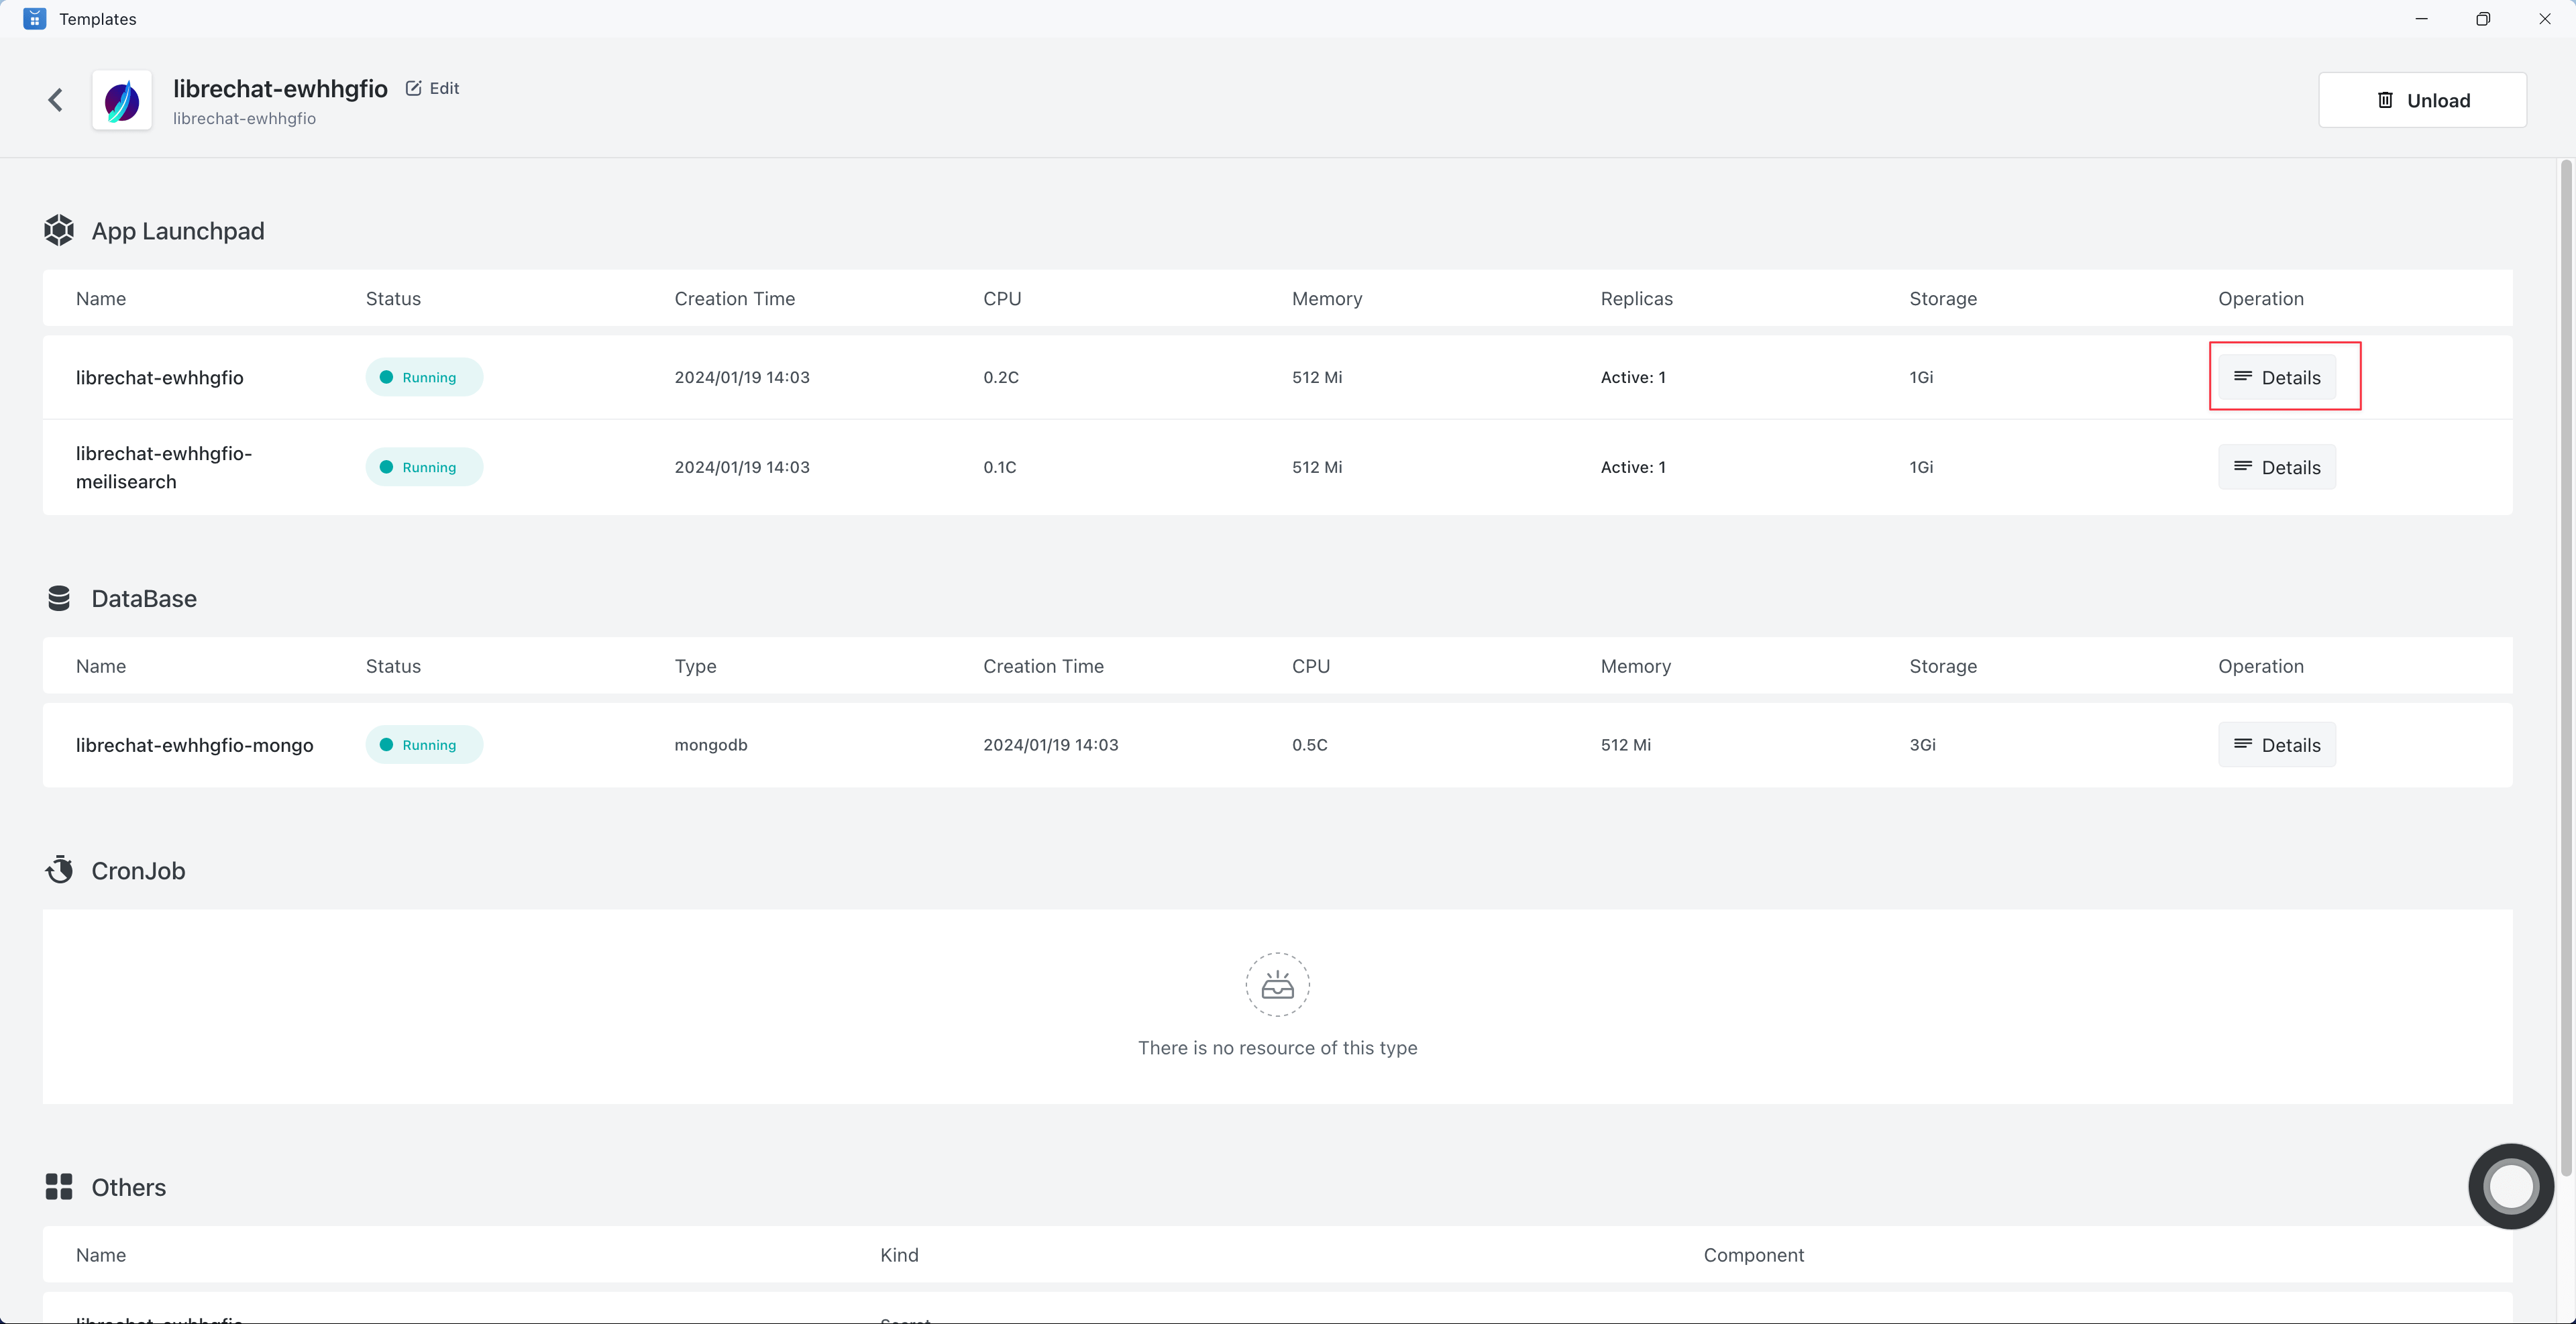 Templates
librechat-ewhhgfio Edit
librechat-ewhhgfio
Unload
App Launchpad
Name Status Creation Time CPU Memory Replicas Storage Operation
librechat-ewhhgfio Running 2024/01/19 14:03 0.2C 512 Mi Active: 1 1Gi Details
librechat-ewhhgfio-
meilisearch Running 2024/01/19 14:03 0.1C 512 Mi Active: 1 1Gi Details
DataBase
Name Status Type Creation Time CPU Memory Storage Operation
librechat-ewhhgfio-mongo Running mongodb 2024/01/19 14:03 0.5C 512 Mi 3Gi Details
CronJob
There is no resource of this type
Others
Name Kind Component
librechat-ewhhgfio Secret